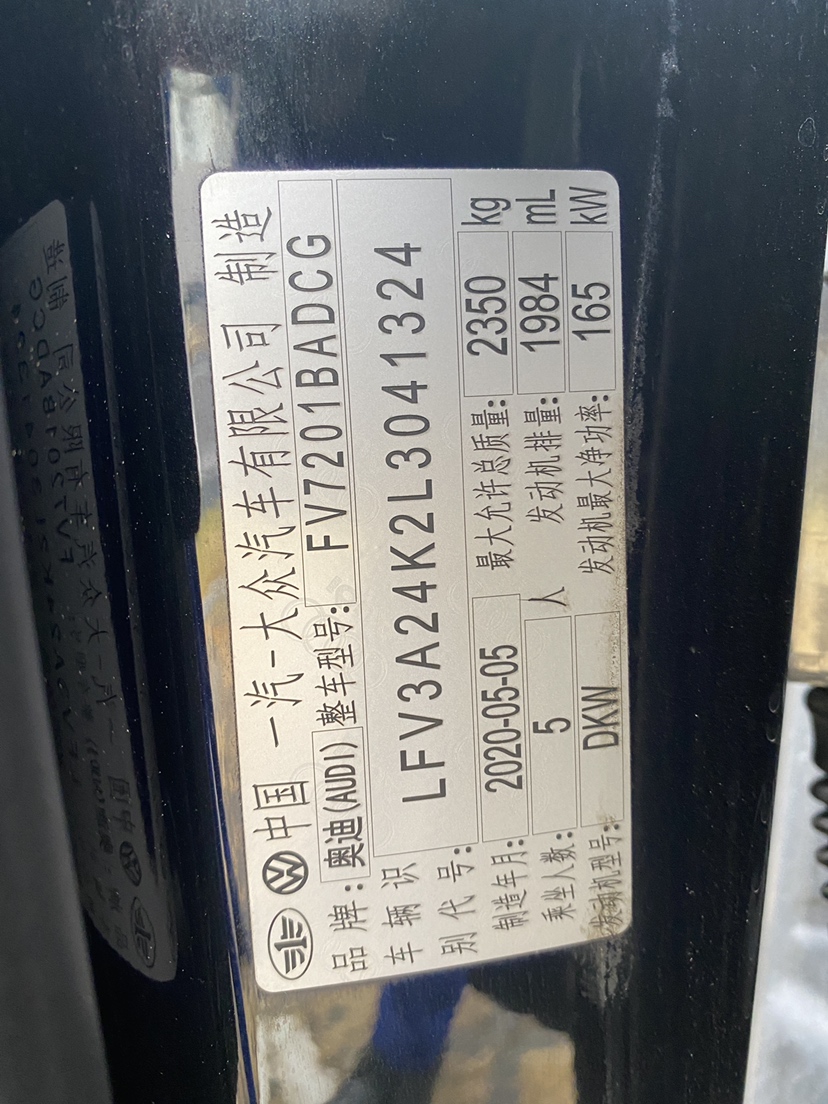 中国 一汽-大众汽车有限公司 制造
品牌: 奥迪(AUDI) 整车型号: FV7201BADCG
车辆识别代号: LFV3A24K2L3041324
制造年月: 2020-05-05 最大允许总质量: 2350 kg
乘坐人数: 5 人 发动机排量: 1984 mL
发动机型号: DKW 发动机最大净功率: 165 kW